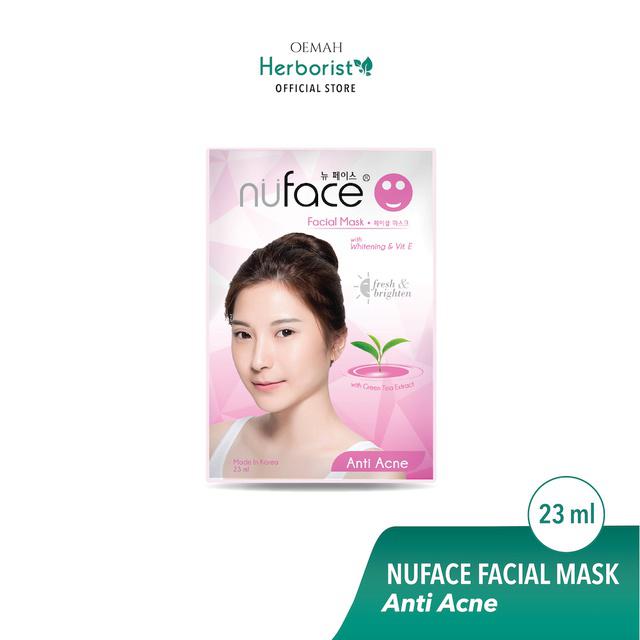 OEMAH
Herborist
OFFICIAL STORE
뉴 페이스
nuface ®
Facial Mask • 페이셜 마스크
with
Whitening & Vit E
fresh &
brighten
with Green Tea Extract
Made In Korea
23 ml
Anti Acne
23 ml
NUFACE FACIAL MASK
Anti Acne